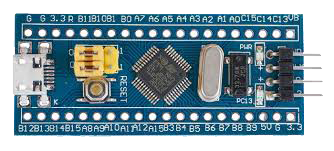 G G 3.3 R B11 B10 B1 B0 A7 A6 A5 A4 A3 A2 A1 A0 C15 C14 C13 VB
PWR
RESET
PC13
K
B12 B13 B14 B15 A8 A9 A10 A11 A12 A15 B3 B4 B5 B6 B7 B8 B9 5V G 3.3